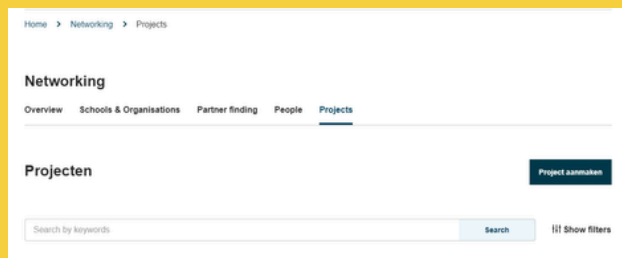 Home > Networking > Projects
Networking
Overview Schools & Organisations Partner finding People Projects
Projecten
Project aanmaken
Search by keywords
Search
Show filters